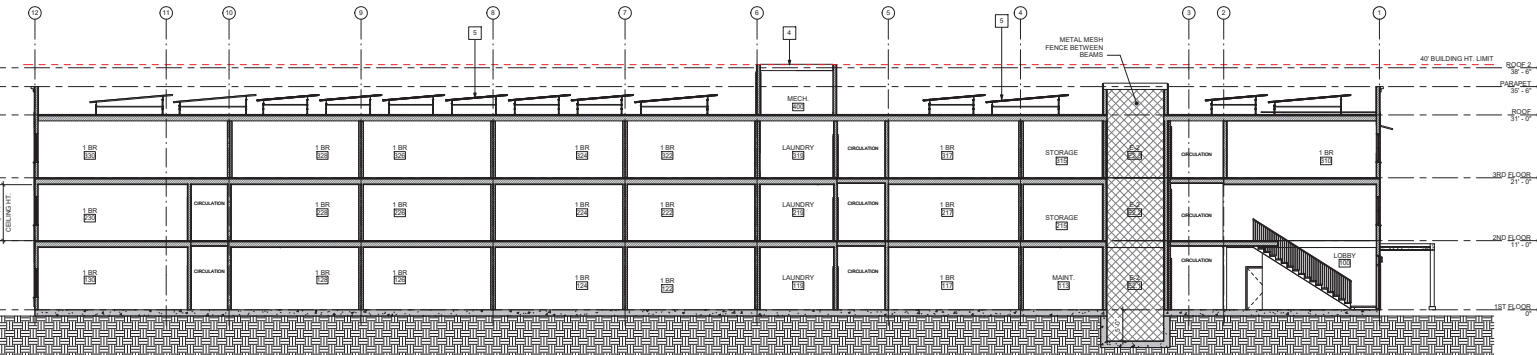 12 11 10 9 8 7 6 5 4 3 2 1
5 4 5
METAL MESH
FENCE BETWEEN
BEAMS
40' BUILDING HT. LIMIT
ROOF 2
38' - 6"
PARAPET
35' - 6"
MECH.
400
ROOF
31' - 0"
1 BR 1 BR 1 BR 1 BR 1 BR LAUNDRY CIRCULATION 1 BR STORAGE E-2 CIRCULATION 1 BR
330 328 326 324 322 319 317 315 310
3RD FLOOR
21' - 0"
CEILING HT.
1 BR CIRCULATION 1 BR 1 BR 1 BR 1 BR LAUNDRY CIRCULATION 1 BR STORAGE E-2 CIRCULATION
230 228 226 224 222 219 217 215
2ND FLOOR
11' - 0"
1 BR CIRCULATION 1 BR 1 BR 1 BR 1 BR LAUNDRY CIRCULATION 1 BR MAINT. E-2 CIRCULATION LOBBY
130 128 126 124 122 119 117 113 100
1ST FLOOR
0"